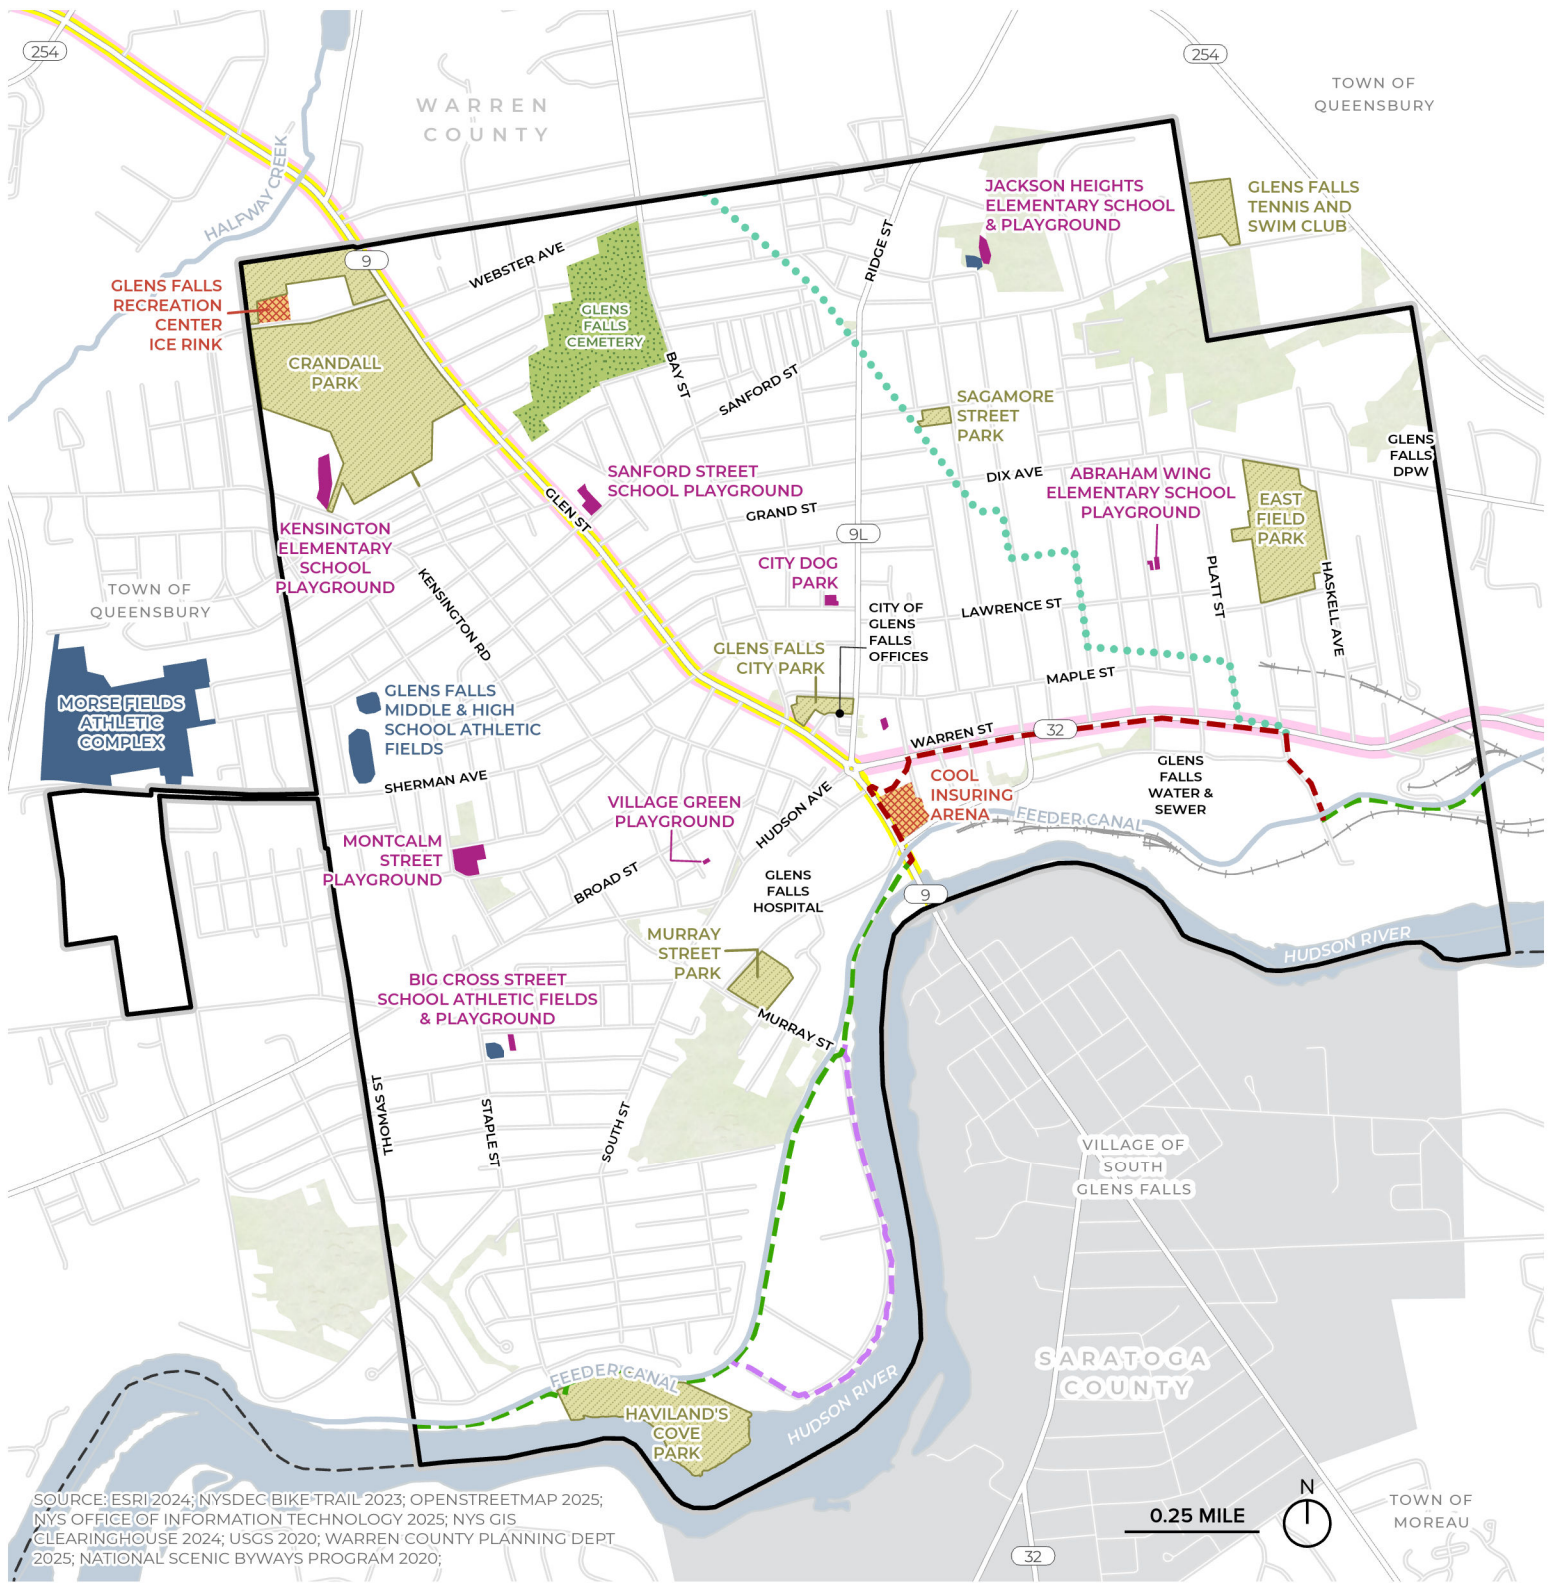 254
254
TOWN OF
QUEENSBURY
WARREN
COUNTY
HALFWAY CREEK
JACKSON HEIGHTS
ELEMENTARY SCHOOL
& PLAYGROUND
GLENS FALLS
TENNIS AND
SWIM CLUB
RIDGE ST
9
WEBSTER AVE
GLENS FALLS
RECREATION
CENTER
ICE RINK
GLENS
FALLS
CEMETERY
CRANDALL
PARK
BAY ST
SANFORD ST
SAGAMORE
STREET
PARK
GLENS
FALLS
DPW
SANFORD STREET
SCHOOL PLAYGROUND
DIX AVE
ABRAHAM WING
ELEMENTARY SCHOOL
PLAYGROUND
EAST
FIELD
PARK
GLEN ST
GRAND ST
9L
KENSINGTON
ELEMENTARY
SCHOOL
PLAYGROUND
CITY DOG
PARK
PLATT ST
HASKELL AVE
TOWN OF
QUEENSBURY
KENSINGTON RD
CITY OF
GLENS
FALLS
OFFICES
LAWRENCE ST
GLENS FALLS
CITY PARK
MAPLE ST
MORSE FIELDS
ATHLETIC
COMPLEX
GLENS FALLS
MIDDLE & HIGH
SCHOOL ATHLETIC
FIELDS
WARREN ST
32
SHERMAN AVE
COOL
INSURING
ARENA
GLENS
FALLS
WATER &
SEWER
VILLAGE GREEN
PLAYGROUND
HUDSON AVE
FEEDER CANAL
MONTCALM
STREET
PLAYGROUND
BROAD ST
GLENS
FALLS
HOSPITAL
9
MURRAY
STREET
PARK
HUDSON RIVER
BIG CROSS STREET
SCHOOL ATHLETIC FIELDS
& PLAYGROUND
MURRAY ST
THOMAS ST
STAPLE ST
SOUTH ST
VILLAGE OF
SOUTH
GLENS FALLS
FEEDER CANAL
SARATOGA
COUNTY
HUDSON RIVER
HAVILAND'S
COVE
PARK
SOURCE: ESRI 2024; NYSDEC BIKE TRAIL 2023; OPENSTREETMAP 2025;
NYS OFFICE OF INFORMATION TECHNOLOGY 2025; NYS GIS
CLEARINGHOUSE 2024; USGS 2020; WARREN COUNTY PLANNING DEPT
2025; NATIONAL SCENIC BYWAYS PROGRAM 2020;
0.25 MILE
N
TOWN OF
MOREAU
32